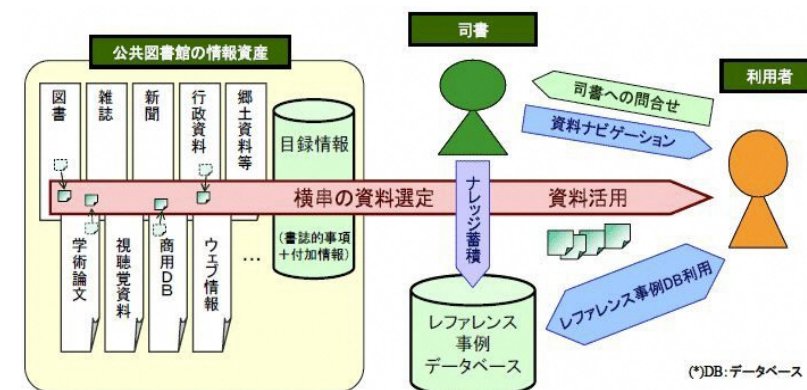 公共図書館の情報資産
司書
利用者
図書
雑誌
新聞
行政資料
郷土資料等
目録情報
司書への問合せ
資料ナビゲーション
横串の資料選定
資料活用
ナレッジ蓄積
(書誌的事項
+付加情報)
学術論文
視聴覚資料
商用DB
ウェブ情報
…
レファレンス
事例
データベース
レファレンス事例DB利用
(*)DB:データベース